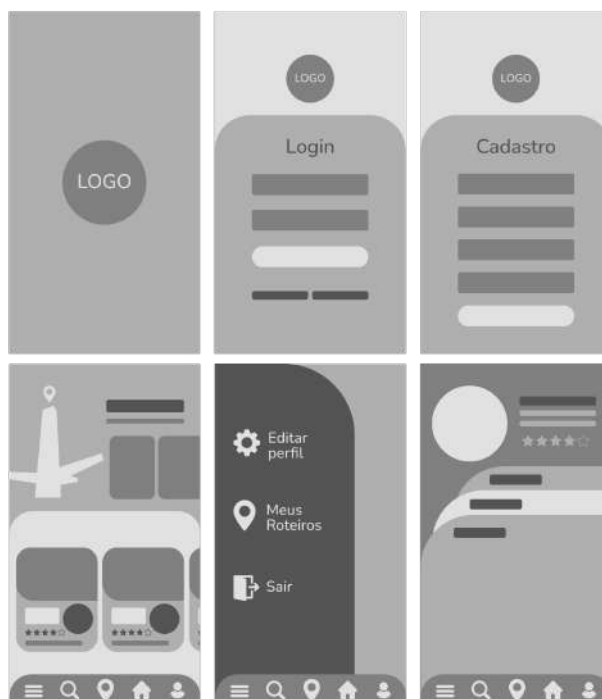 LOGO
LOGO
Login
LOGO
Cadastro
Editar
perfil
Meus
Roteiros
Sair